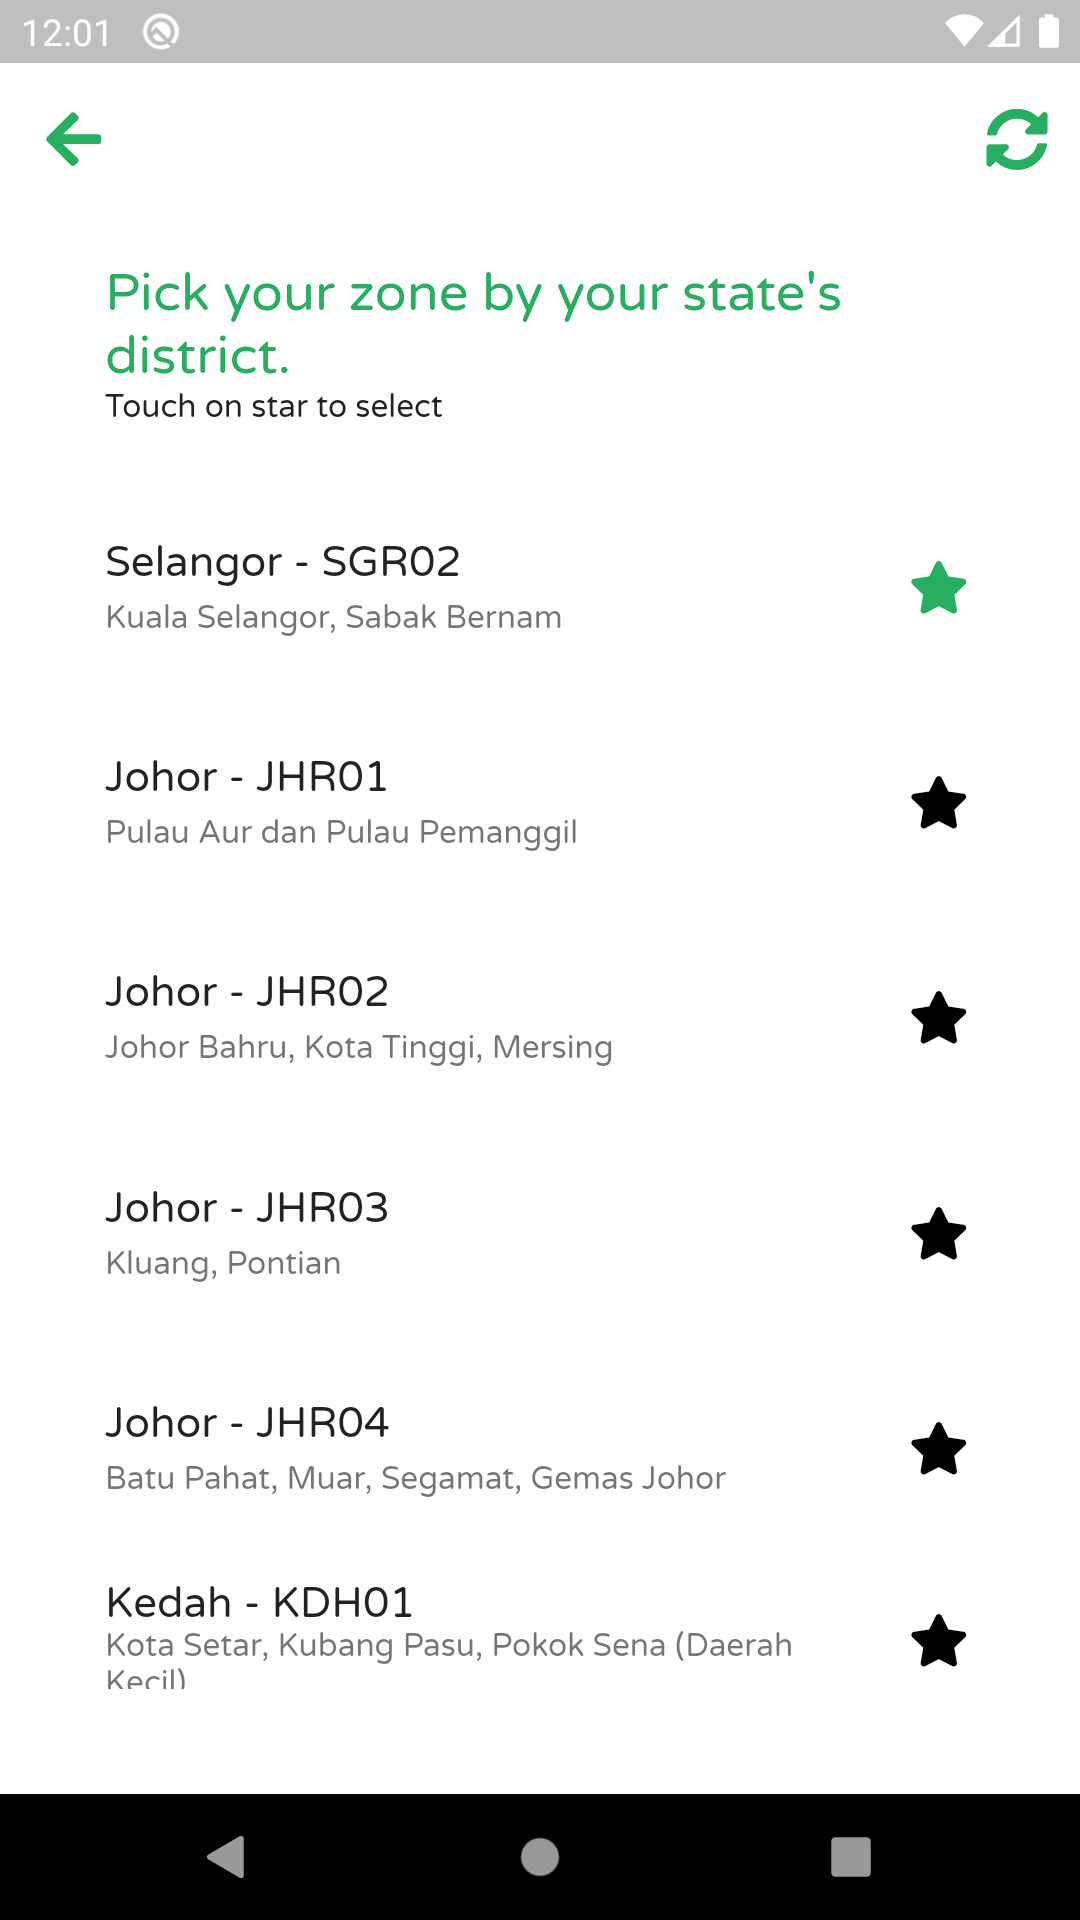 12:01
Pick your zone by your state's
district.
Touch on star to select
Selangor - SGR02
Kuala Selangor, Sabak Bernam
Johor - JHR01
Pulau Aur dan Pulau Pemanggil
Johor - JHR02
Johor Bahru, Kota Tinggi, Mersing
Johor - JHR03
Kluang, Pontian
Johor - JHR04
Batu Pahat, Muar, Segamat, Gemas Johor
Kedah - KDH01
Kota Setar, Kubang Pasu, Pokok Sena (Daerah
Kecil)